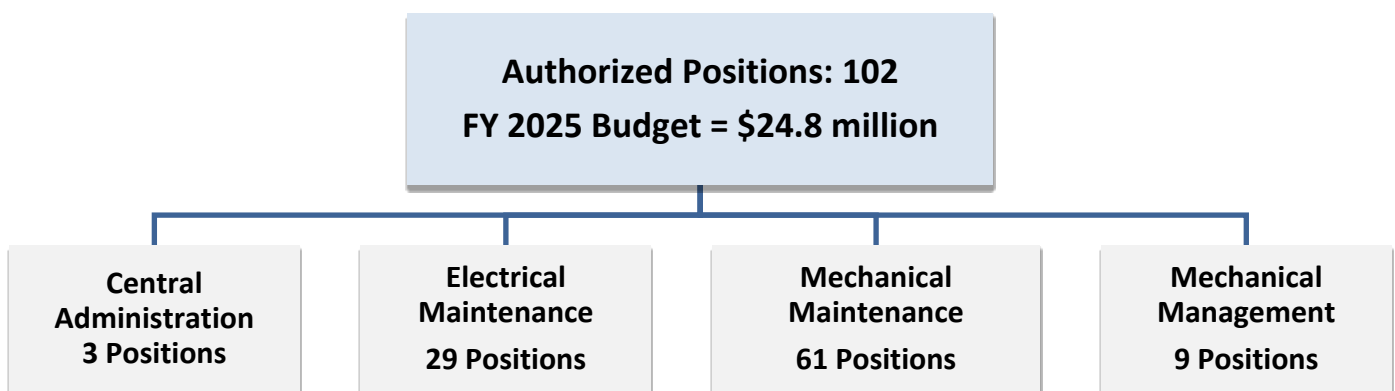 Authorized Positions: 102
FY 2025 Budget = $24.8 million
Central
Administration
3 Positions
Electrical
Maintenance
29 Positions
Mechanical
Maintenance
61 Positions
Mechanical
Management
9 Positions